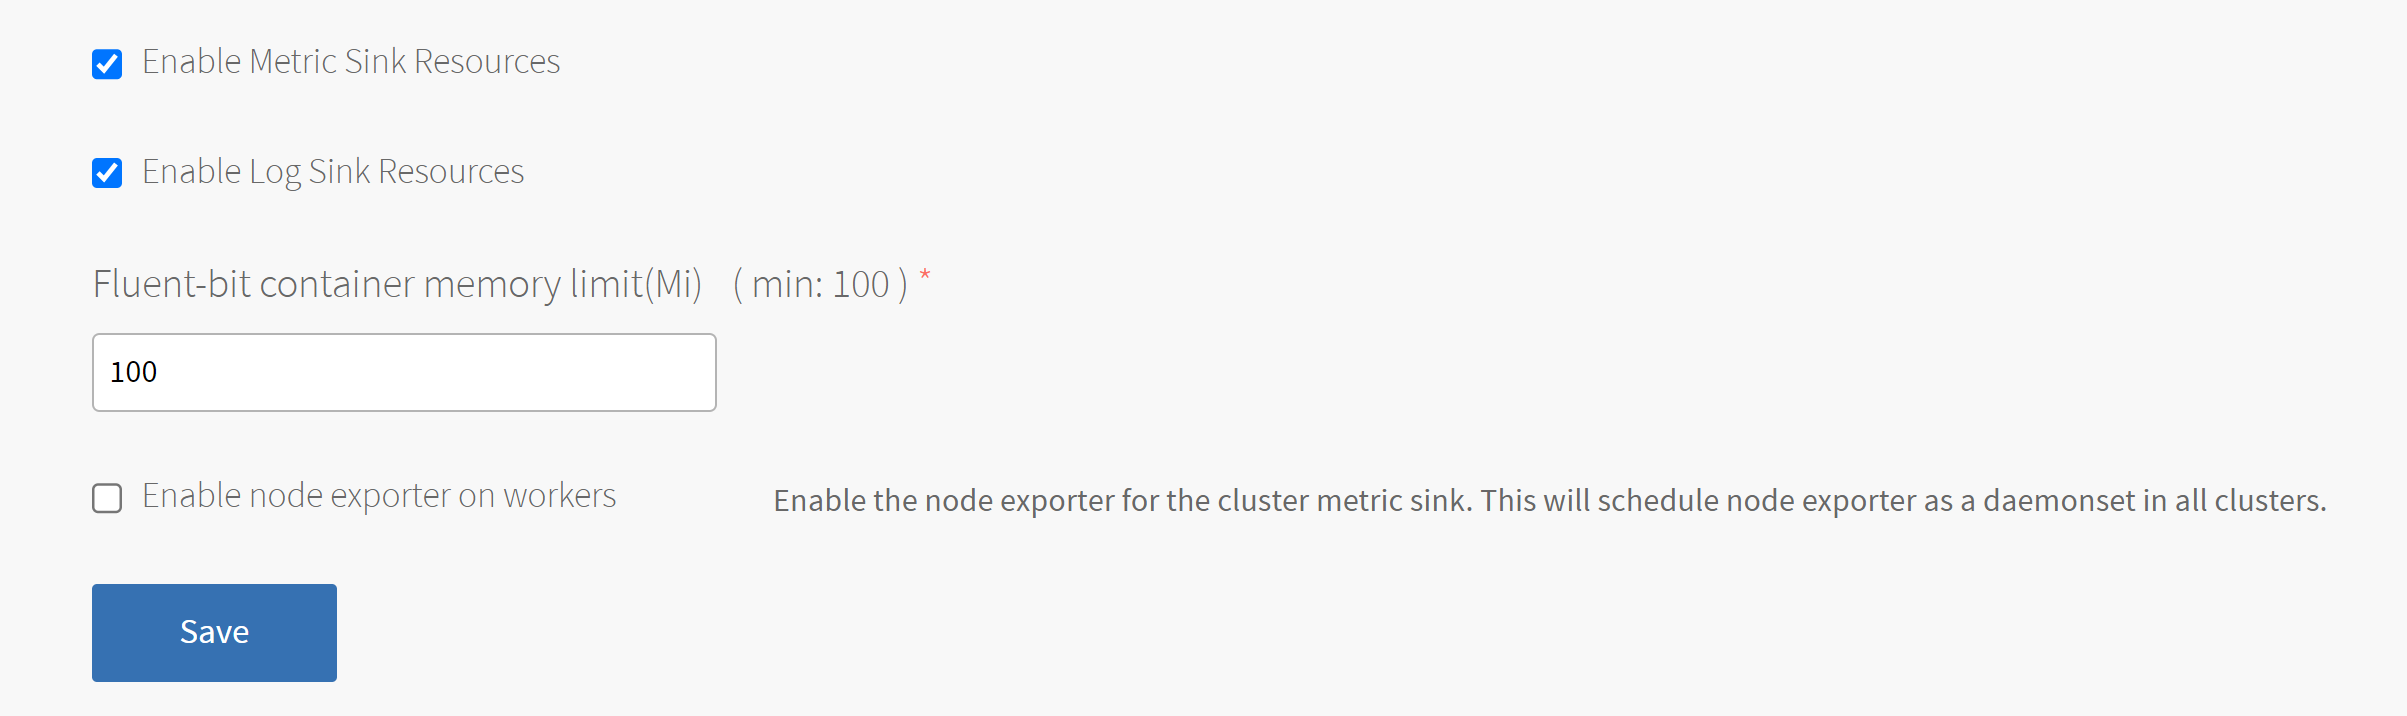 Enable Metric Sink Resources
Enable Log Sink Resources
Fluent-bit container memory limit(Mi) ( min: 100 ) *
100
Enable node exporter on workers
Enable the node exporter for the cluster metric sink. This will schedule node exporter as a daemonset in all clusters.
Save